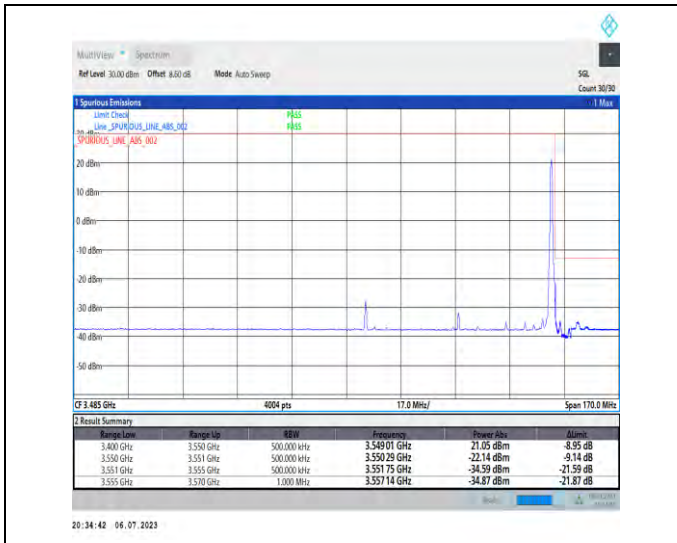 MultiView Spectrum
Ref Level 30.00 dBm Offset 8.60 dB Mode Auto Sweep SGL
Count 30/30
1 Spurious Emissions 1 Max
Limit Check PASS
Line _SPURIOUS_LINE_ABS_002 PASS
_SPURIOUS_LINE_ABS_002
20 dBm
10 dBm
0 dBm
-10 dBm
-20 dBm
-30 dBm
-40 dBm
-50 dBm
CF 3.485 GHz 4004 pts 17.0 MHz/ Span 170.0 MHz
2 Result Summary
Range Low Range Up RBW Frequency Power Abs ΔLimit
3.400 GHz 3.550 GHz 500.000 kHz 3.549 01 GHz 21.05 dBm -8.95 dB
3.550 GHz 3.551 GHz 500.000 kHz 3.550 29 GHz -22.14 dBm -9.14 dB
3.551 GHz 3.555 GHz 500.000 kHz 3.551 75 GHz -34.59 dBm -21.59 dB
3.555 GHz 3.570 GHz 1.000 MHz 3.557 14 GHz -34.87 dBm -21.87 dB
20:34:42 06.07.2023